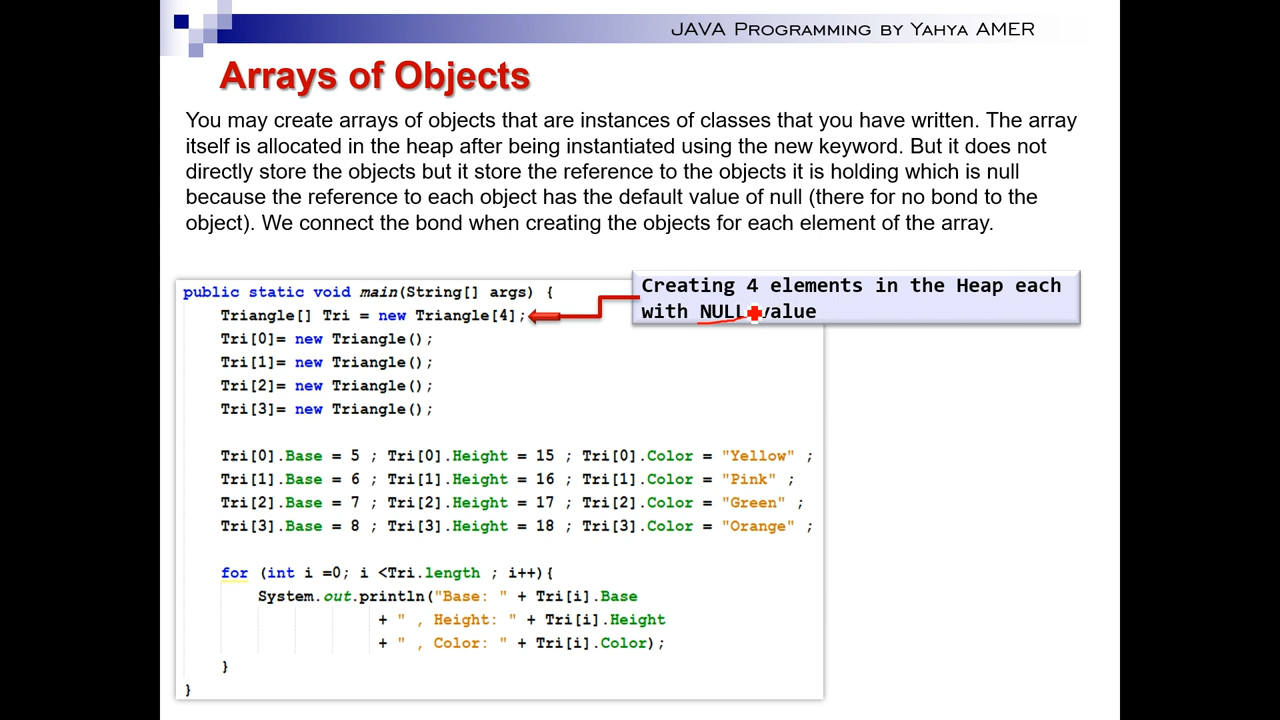 JAVA PROGRAMMING BY YAHYA AMER
Arrays of Objects
You may create arrays of objects that are instances of classes that you have written. The array
itself is allocated in the heap after being instantiated using the new keyword. But it does not
directly store the objects but it store the reference to the objects it is holding which is null
because the reference to each object has the default value of null (there for no bond to the
object). We connect the bond when creating the objects for each element of the array.
Creating 4 elements in the Heap each
with NULL value
public static void main(String[] args) {
Triangle[] Tri = new Triangle[4];
Tri[0]= new Triangle();
Tri[1]= new Triangle();
Tri[2]= new Triangle();
Tri[3]= new Triangle();
Tri[0].Base = 5 ; Tri[0].Height = 15 ; Tri[0].Color = "Yellow" ;
Tri[1].Base = 6 ; Tri[1].Height = 16 ; Tri[1].Color = "Pink" ;
Tri[2].Base = 7 ; Tri[2].Height = 17 ; Tri[2].Color = "Green" ;
Tri[3].Base = 8 ; Tri[3].Height = 18 ; Tri[3].Color = "Orange" ;
for (int i =0; i <Tri.length ; i++){
System.out.println("Base: " + Tri[i].Base
+ " , Height: " + Tri[i].Height
+ " , Color: " + Tri[i].Color);
}
}